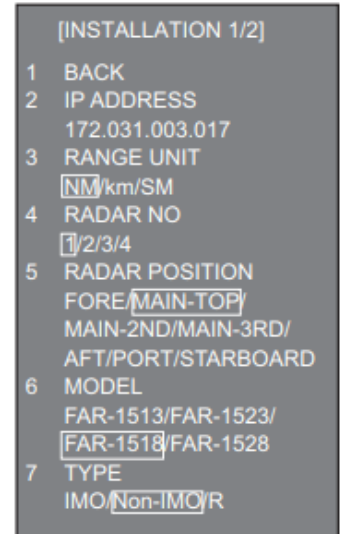 [INSTALLATION 1/2]
1 BACK
2 IP ADDRESS
172.031.003.017
3 RANGE UNIT
NM/km/SM
4 RADAR NO
1/2/3/4
5 RADAR POSITION
FORE/MAIN-TOP/
MAIN-2ND/MAIN-3RD/
AFT/PORT/STARBOARD
6 MODEL
FAR-1513/FAR-1523/
FAR-1518/FAR-1528
7 TYPE
IMO/Non-IMO/R